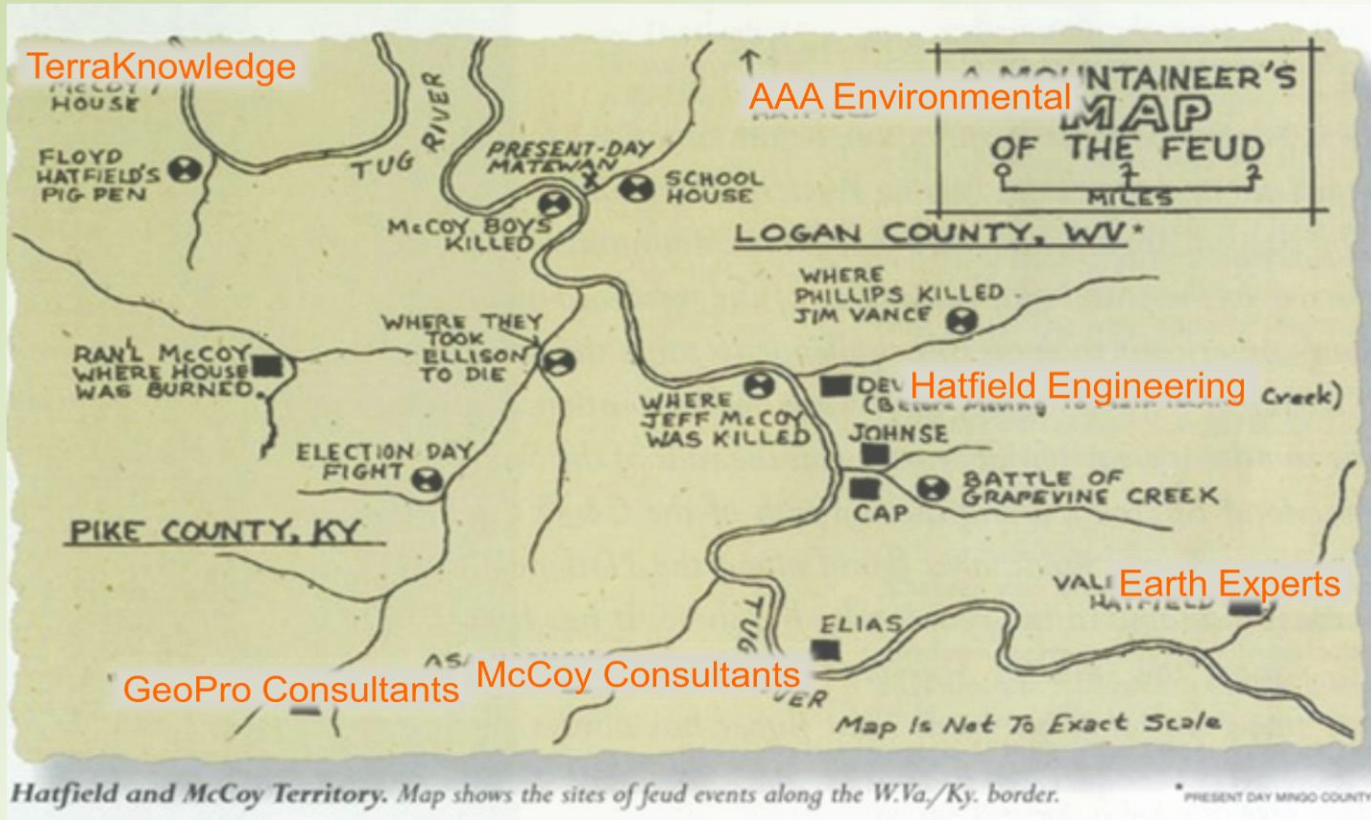 TerraKnowledge
HOUSE
FLOYD
HATFIELD'S
PIG PEN
TUG RIVER
PRESENT-DAY
MATEWAN
X
SCHOOL
HOUSE
McCOY BOYS
KILLED
AAA Environmental
A MOUNTAINEER'S
MAP
OF THE FEUD
0 1 2
MILES
LOGAN COUNTY, WV*
WHERE
PHILLIPS KILLED
JIM VANCE
WHERE THEY
TOOK
ELLISON
TO DIE
RAN'L McCOY
WHERE HOUSE
WAS BURNED.
WHERE
JEFF McCOY
WAS KILLED
Hatfield Engineering
Creek)
JOHNSE
CAP
BATTLE OF
GRAPEVINE CREEK
ELECTION DAY
FIGHT
PIKE COUNTY, KY
Earth Experts
ELIAS
TUG
GeoPro Consultants
McCoy Consultants
Map Is Not To Exact Scale
Hatfield and McCoy Territory. Map shows the sites of feud events along the W.Va./Ky. border.
*PRESENT DAY MINGO COUNTY